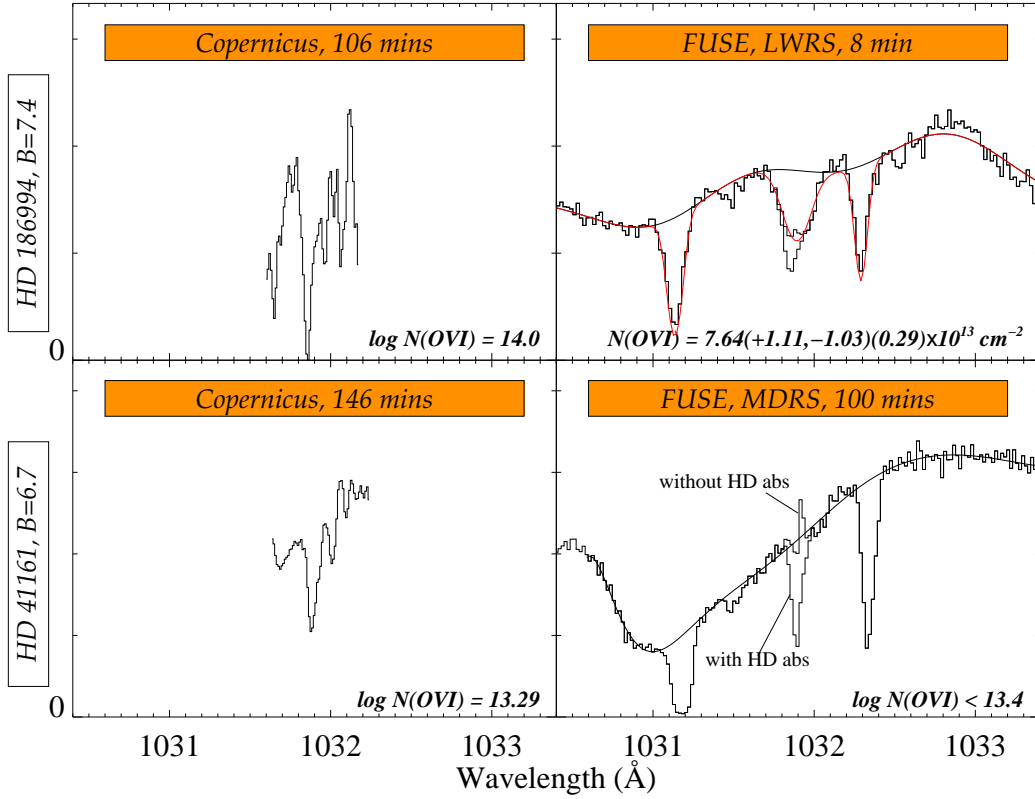 Copernicus, 106 mins
FUSE, LWRS, 8 min
HD 186994, B=7.4
log N(OVI) = 14.0
N(OVI) = 7.64(+1.11,−1.03)(0.29)×10¹³ cm⁻²
0
Copernicus, 146 mins
FUSE, MDRS, 100 mins
HD 41161, B=6.7
without HD abs
with HD abs
log N(OVI) = 13.29
log N(OVI) < 13.4
0
1031 1032 1033 1031 1032 1033
Wavelength (Å)